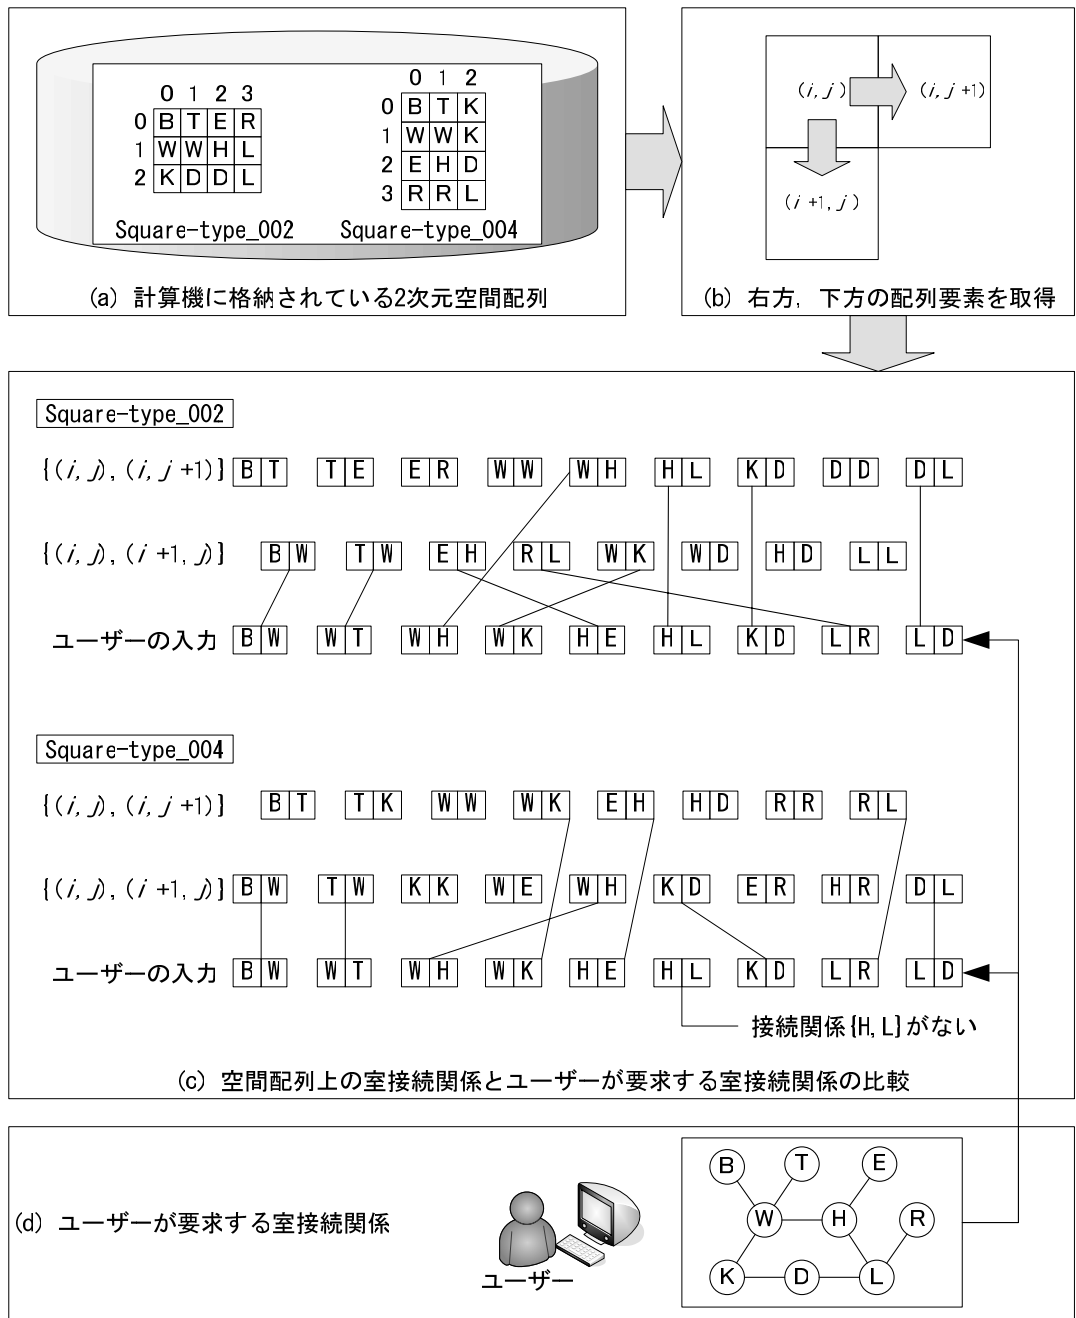 0 1 2 3
0 B T E R
1 W W H L
2 K D D L
Square-type_002
0 1 2
0 B T K
1 W W K
2 E H D
3 R R L
Square-type_004
(a) 計算機に格納されている2次元空間配列
(i, j) (i, j+1)
(i+1, j)
(b) 右方, 下方の配列要素を取得
Square-type_002
{(i, j), (i, j+1)} B T T E E R W W W H H L K D D D D L
{(i, j), (i+1, j)} B W T W E H R L W K W D H D L L
ユーザーの入力 B W W T W H W K H E H L K D L R L D
Square-type_004
{(i, j), (i, j+1)} B T T K W W W K E H H D R R R L
{(i, j), (i+1, j)} B W T W K K W E W H K D E R H R D L
ユーザーの入力 B W W T W H W K H E H L K D L R L D
接続関係{H, L}がない
(c) 空間配列上の室接続関係とユーザーが要求する室接続関係の比較
(d) ユーザーが要求する室接続関係
ユーザー
B T E
W H R
K D L